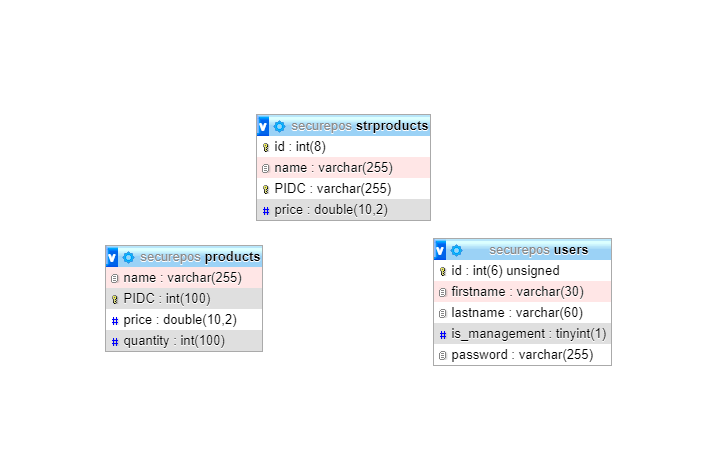 v securepos strproducts
id : int(8)
name : varchar(255)
PIDC : varchar(255)
# price : double(10,2)
v securepos products
name : varchar(255)
PIDC : int(100)
# price : double(10,2)
# quantity : int(100)
v securepos users
id : int(6) unsigned
firstname : varchar(30)
lastname : varchar(60)
# is_management : tinyint(1)
password : varchar(255)